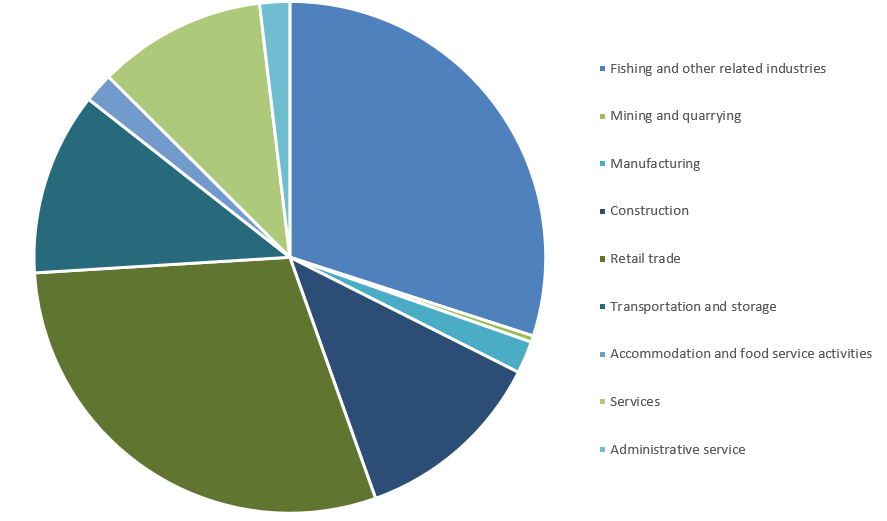 Fishing and other related industries
Mining and quarrying
Manufacturing
Construction
Retail trade
Transportation and storage
Accommodation and food service activities
Services
Administrative service